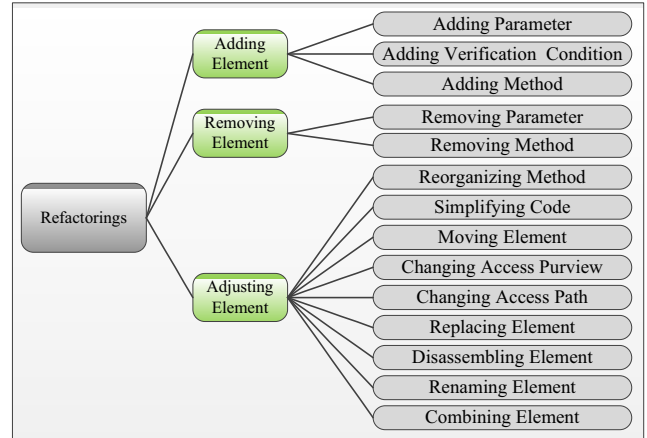 Refactorings
Adding
Element
Adding Parameter
Adding Verification Condition
Adding Method
Removing
Element
Removing Parameter
Removing Method
Adjusting
Element
Reorganizing Method
Simplifying Code
Moving Element
Changing Access Purview
Changing Access Path
Replacing Element
Disassembling Element
Renaming Element
Combining Element